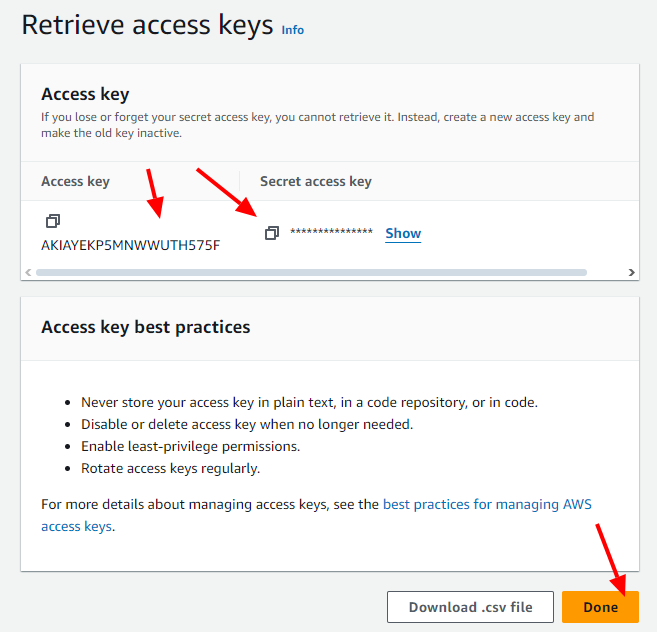 Retrieve access keys Info
Access key
If you lose or forget your secret access key, you cannot retrieve it. Instead, create a new access key and
make the old key inactive.
Access key Secret access key
AKIAYEKP5MNWWUTH575F *************** Show
Access key best practices
• Never store your access key in plain text, in a code repository, or in code.
• Disable or delete access key when no longer needed.
• Enable least-privilege permissions.
• Rotate access keys regularly.
For more details about managing access keys, see the best practices for managing AWS
access keys.
Download .csv file Done